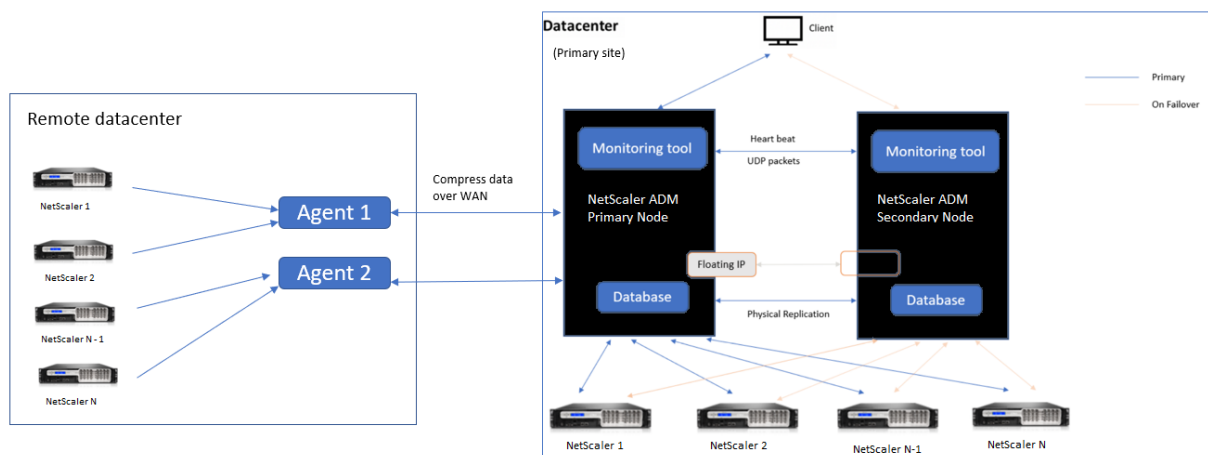 Remote datacenter
NetScaler 1
NetScaler 2
NetScaler N - 1
NetScaler N
Agent 1
Agent 2
Compress data
over WAN
Datacenter
(Primary site)
Client
Primary
On Failover
Monitoring tool
NetScaler ADM
Primary Node
Floating IP
Database
Heart beat
UDP packets
Physical Replication
Monitoring tool
NetScaler ADM
Secondary Node
Database
NetScaler 1
NetScaler 2
NetScaler N-1
NetScaler N